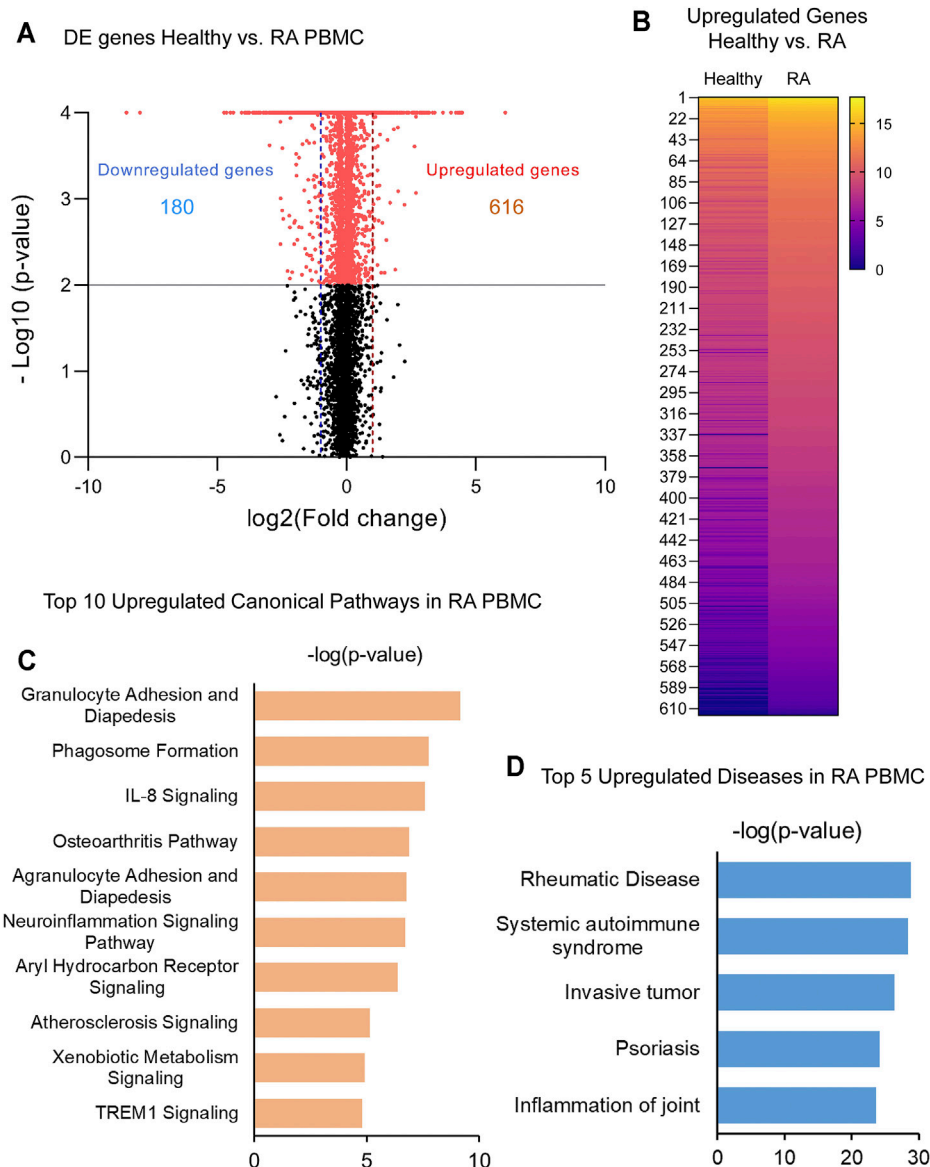 A
DE genes Healthy vs. RA PBMC
4
3
2
1
0
- Log10 (p-value)
Downregulated genes
180
Upregulated genes
616
-10
-5
0
5
10
log2(Fold change)
B
Upregulated Genes
Healthy vs. RA
Healthy
RA
1
22
43
64
85
106
127
148
169
190
211
232
253
274
295
316
337
358
379
400
421
442
463
484
505
526
547
568
589
610
15
10
5
0
Top 10 Upregulated Canonical Pathways in RA PBMC
C
-log(p-value)
Granulocyte Adhesion and
Diapedesis
Phagosome Formation
IL-8 Signaling
Osteoarthritis Pathway
Agranulocyte Adhesion and
Diapedesis
Neuroinflammation Signaling
Pathway
Aryl Hydrocarbon Receptor
Signaling
Atherosclerosis Signaling
Xenobiotic Metabolism
Signaling
TREM1 Signaling
0
5
10
D
Top 5 Upregulated Diseases in RA PBMC
-log(p-value)
Rheumatic Disease
Systemic autoimmune
syndrome
Invasive tumor
Psoriasis
Inflammation of joint
0
10
20
30